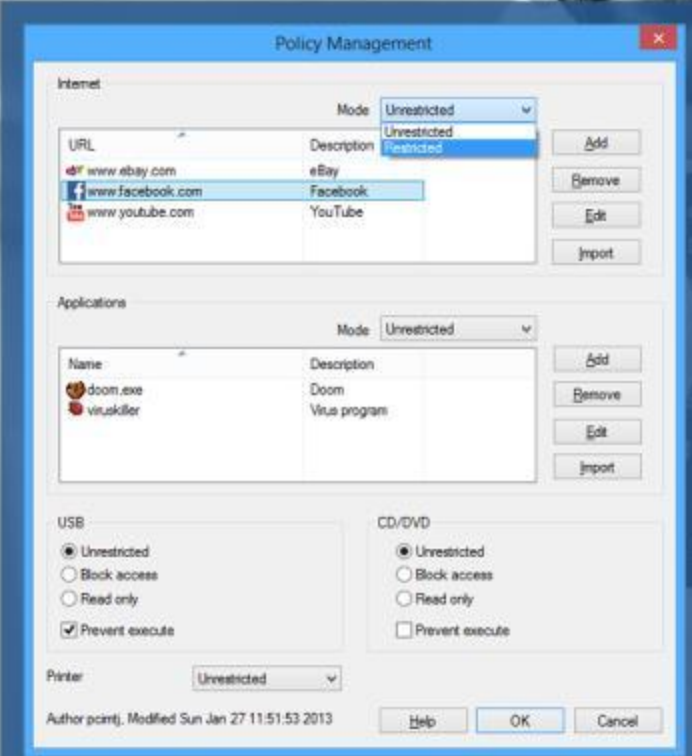 Policy Management
Internet
Mode Unrestricted
Unrestricted
Restricted
URL Description
www.ebay.com eBay
www.facebook.com Facebook
www.youtube.com YouTube
Add
Remove
Edit
Import
Applications
Mode Unrestricted
Name Description
doom.exe Doom
viruskiller Virus program
Add
Remove
Edit
Import
USB
Unrestricted
Block access
Read only
Prevent execute
CD/DVD
Unrestricted
Block access
Read only
Prevent execute
Printer Unrestricted
Author pcimtj. Modified Sun Jan 27 11:51:53 2013
Help OK Cancel